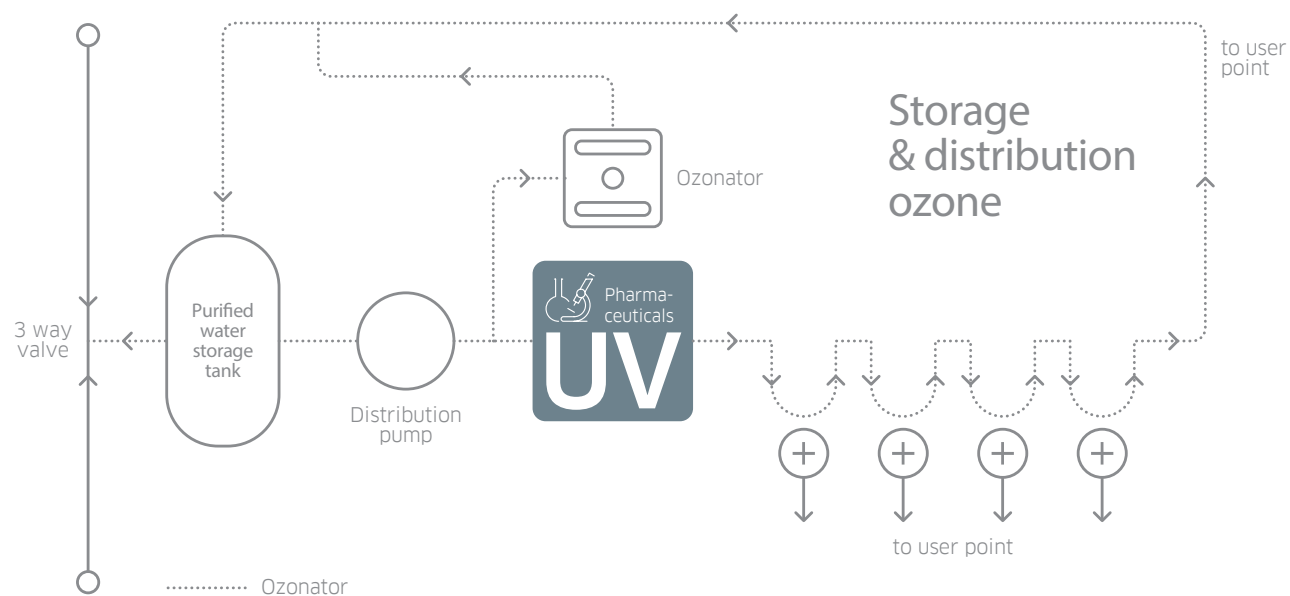 to user
point
Storage
& distribution
ozone
Ozonator
Pharma-
ceuticals
UV
Purified
water
storage
tank
3 way
valve
Distribution
pump
to user point
Ozonator